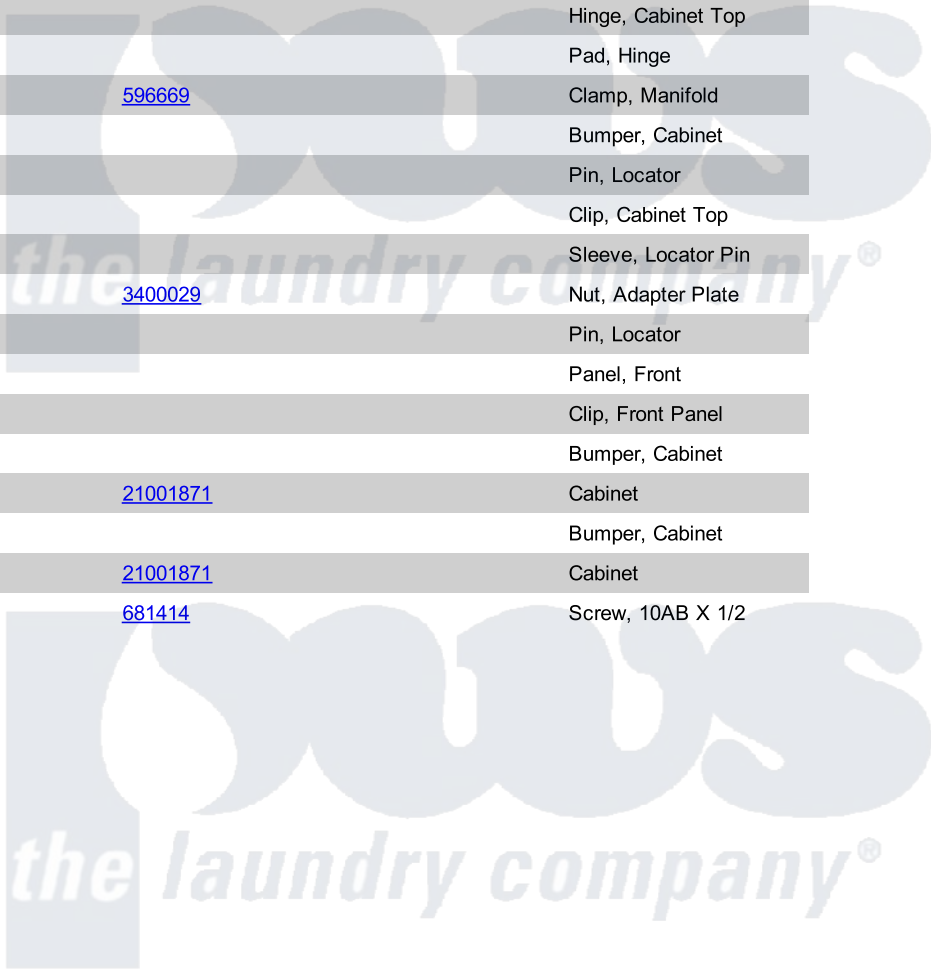 Hinge, Cabinet Top
Pad, Hinge
596669 Clamp, Manifold
Bumper, Cabinet
Pin, Locator
Clip, Cabinet Top
Sleeve, Locator Pin
3400029 Nut, Adapter Plate
Pin, Locator
Panel, Front
Clip, Front Panel
Bumper, Cabinet
21001871 Cabinet
Bumper, Cabinet
21001871 Cabinet
681414 Screw, 10AB X 1/2
pws
the laundry company®
pws
the laundry company®